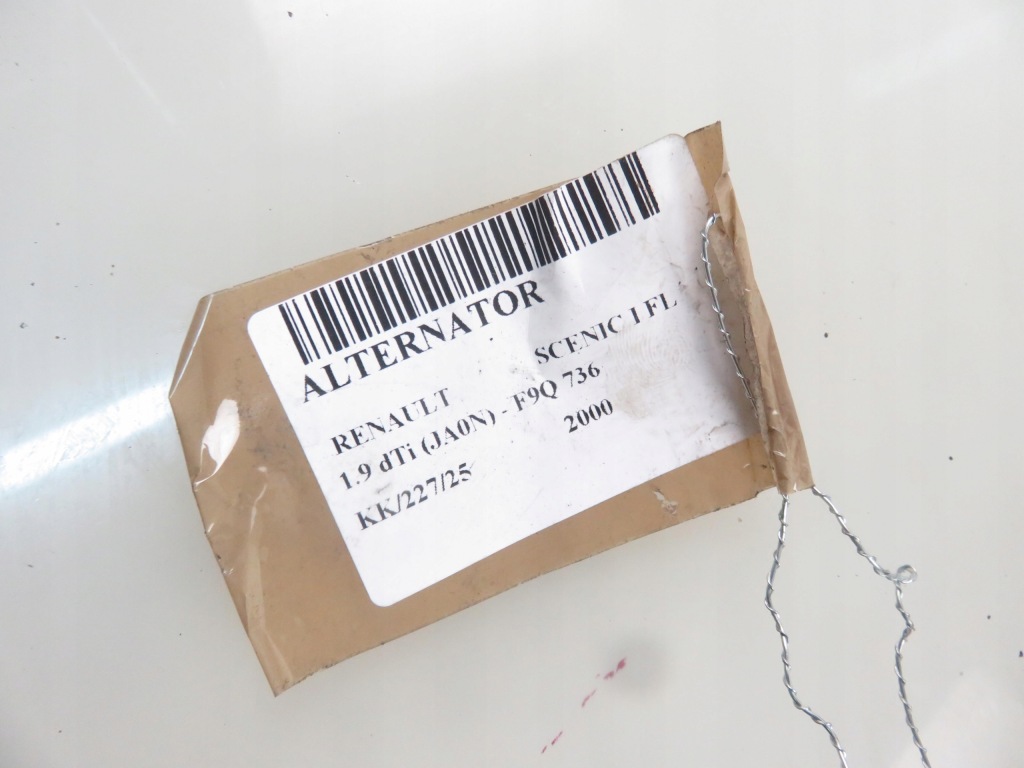 ALTERNATOR
RENAULT SCENIC I FL
1.9 dTi (JA0N) - F9Q 736
KK/227/25 2000